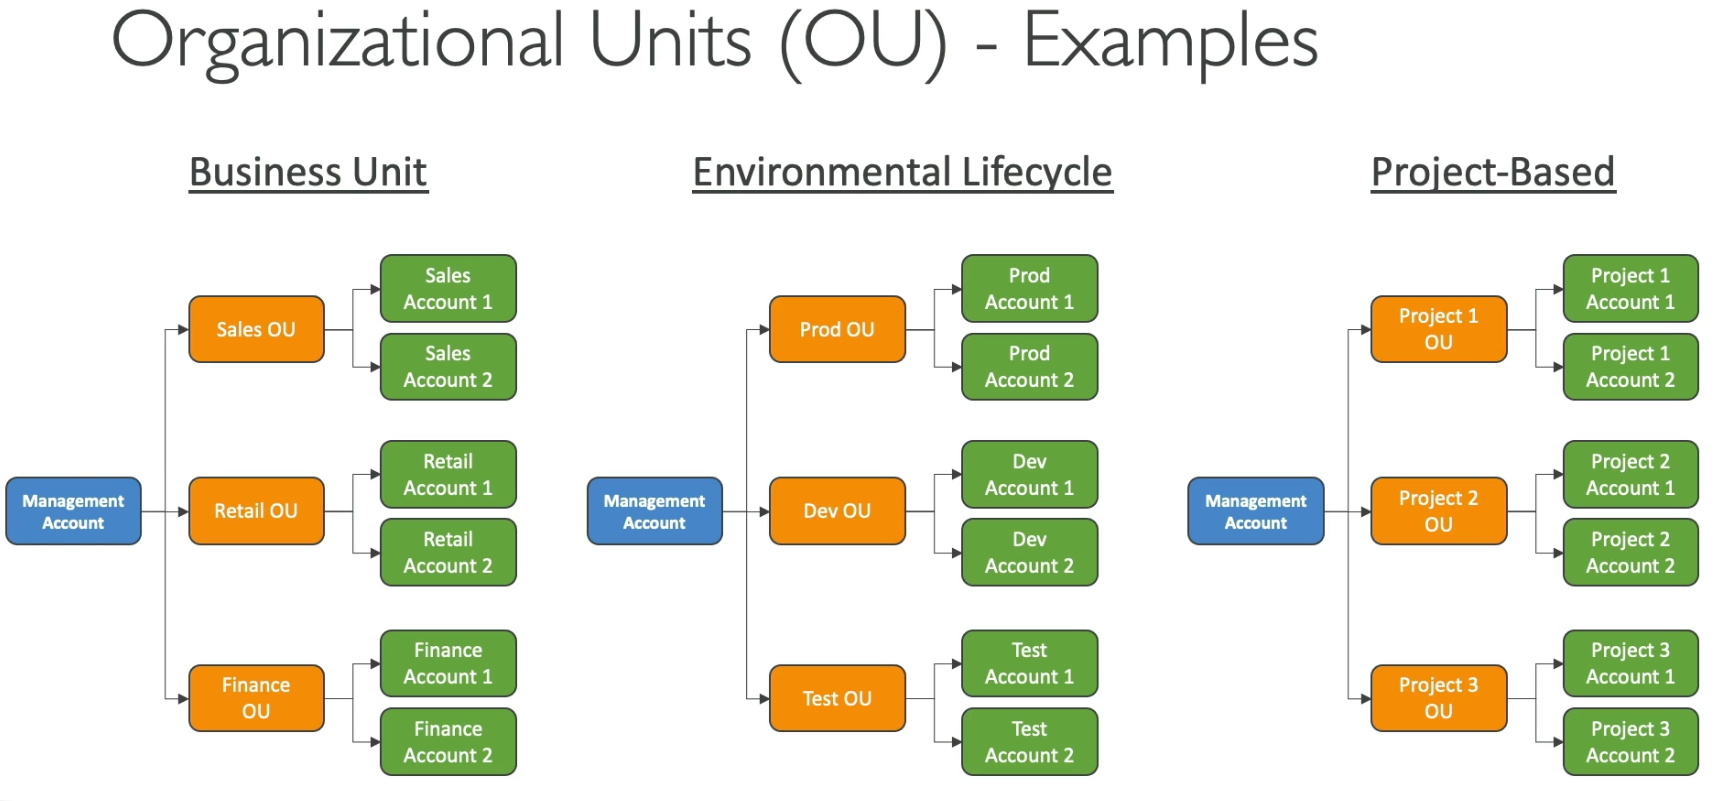 Organizational Units (OU) - Examples
Business Unit
Management
Account
Sales OU
Sales
Account 1
Sales
Account 2
Retail OU
Retail
Account 1
Retail
Account 2
Finance
OU
Finance
Account 1
Finance
Account 2
Environmental Lifecycle
Management
Account
Prod OU
Prod
Account 1
Prod
Account 2
Dev OU
Dev
Account 1
Dev
Account 2
Test OU
Test
Account 1
Test
Account 2
Project-Based
Management
Account
Project 1
OU
Project 1
Account 1
Project 1
Account 2
Project 2
OU
Project 2
Account 1
Project 2
Account 2
Project 3
OU
Project 3
Account 1
Project 3
Account 2